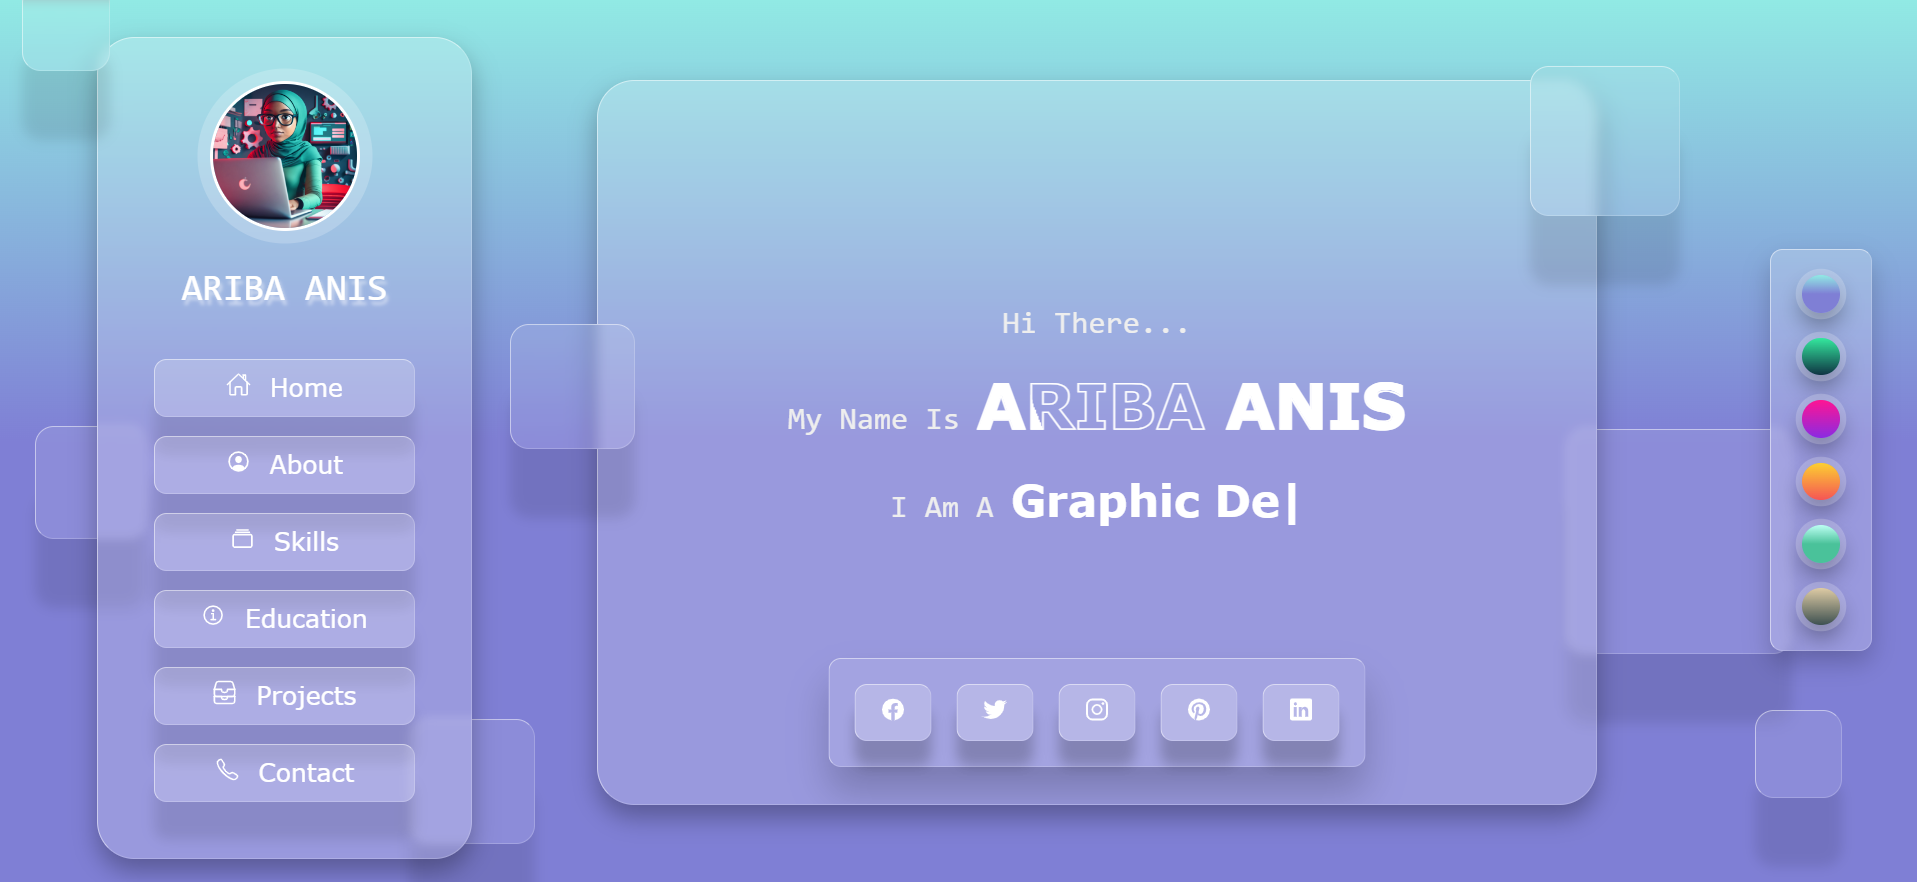 ARIBA ANIS
Home
About
Skills
Education
Projects
Contact
Hi There...
My Name Is ARIBA ANIS
I Am A Graphic De|